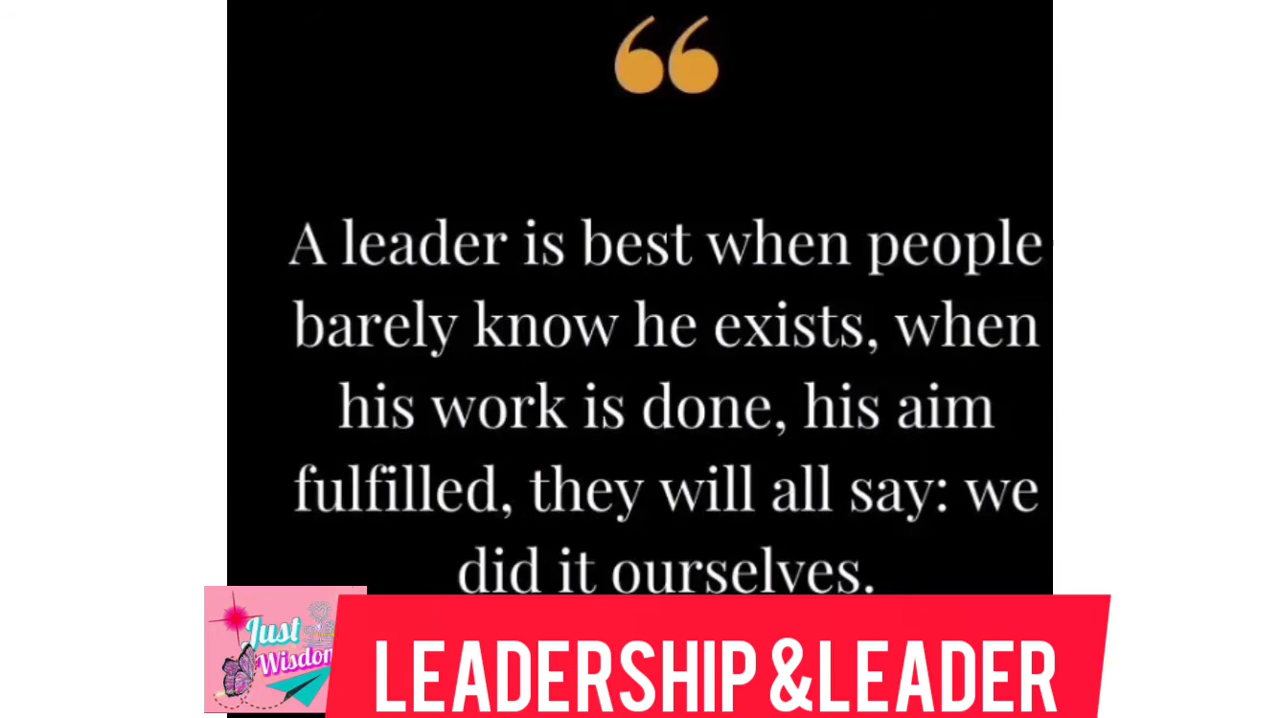 “
A leader is best when people
barely know he exists, when
his work is done, his aim
fulfilled, they will all say: we
did it ourselves.
Just
Wisdom
LEADERSHIP &LEADER